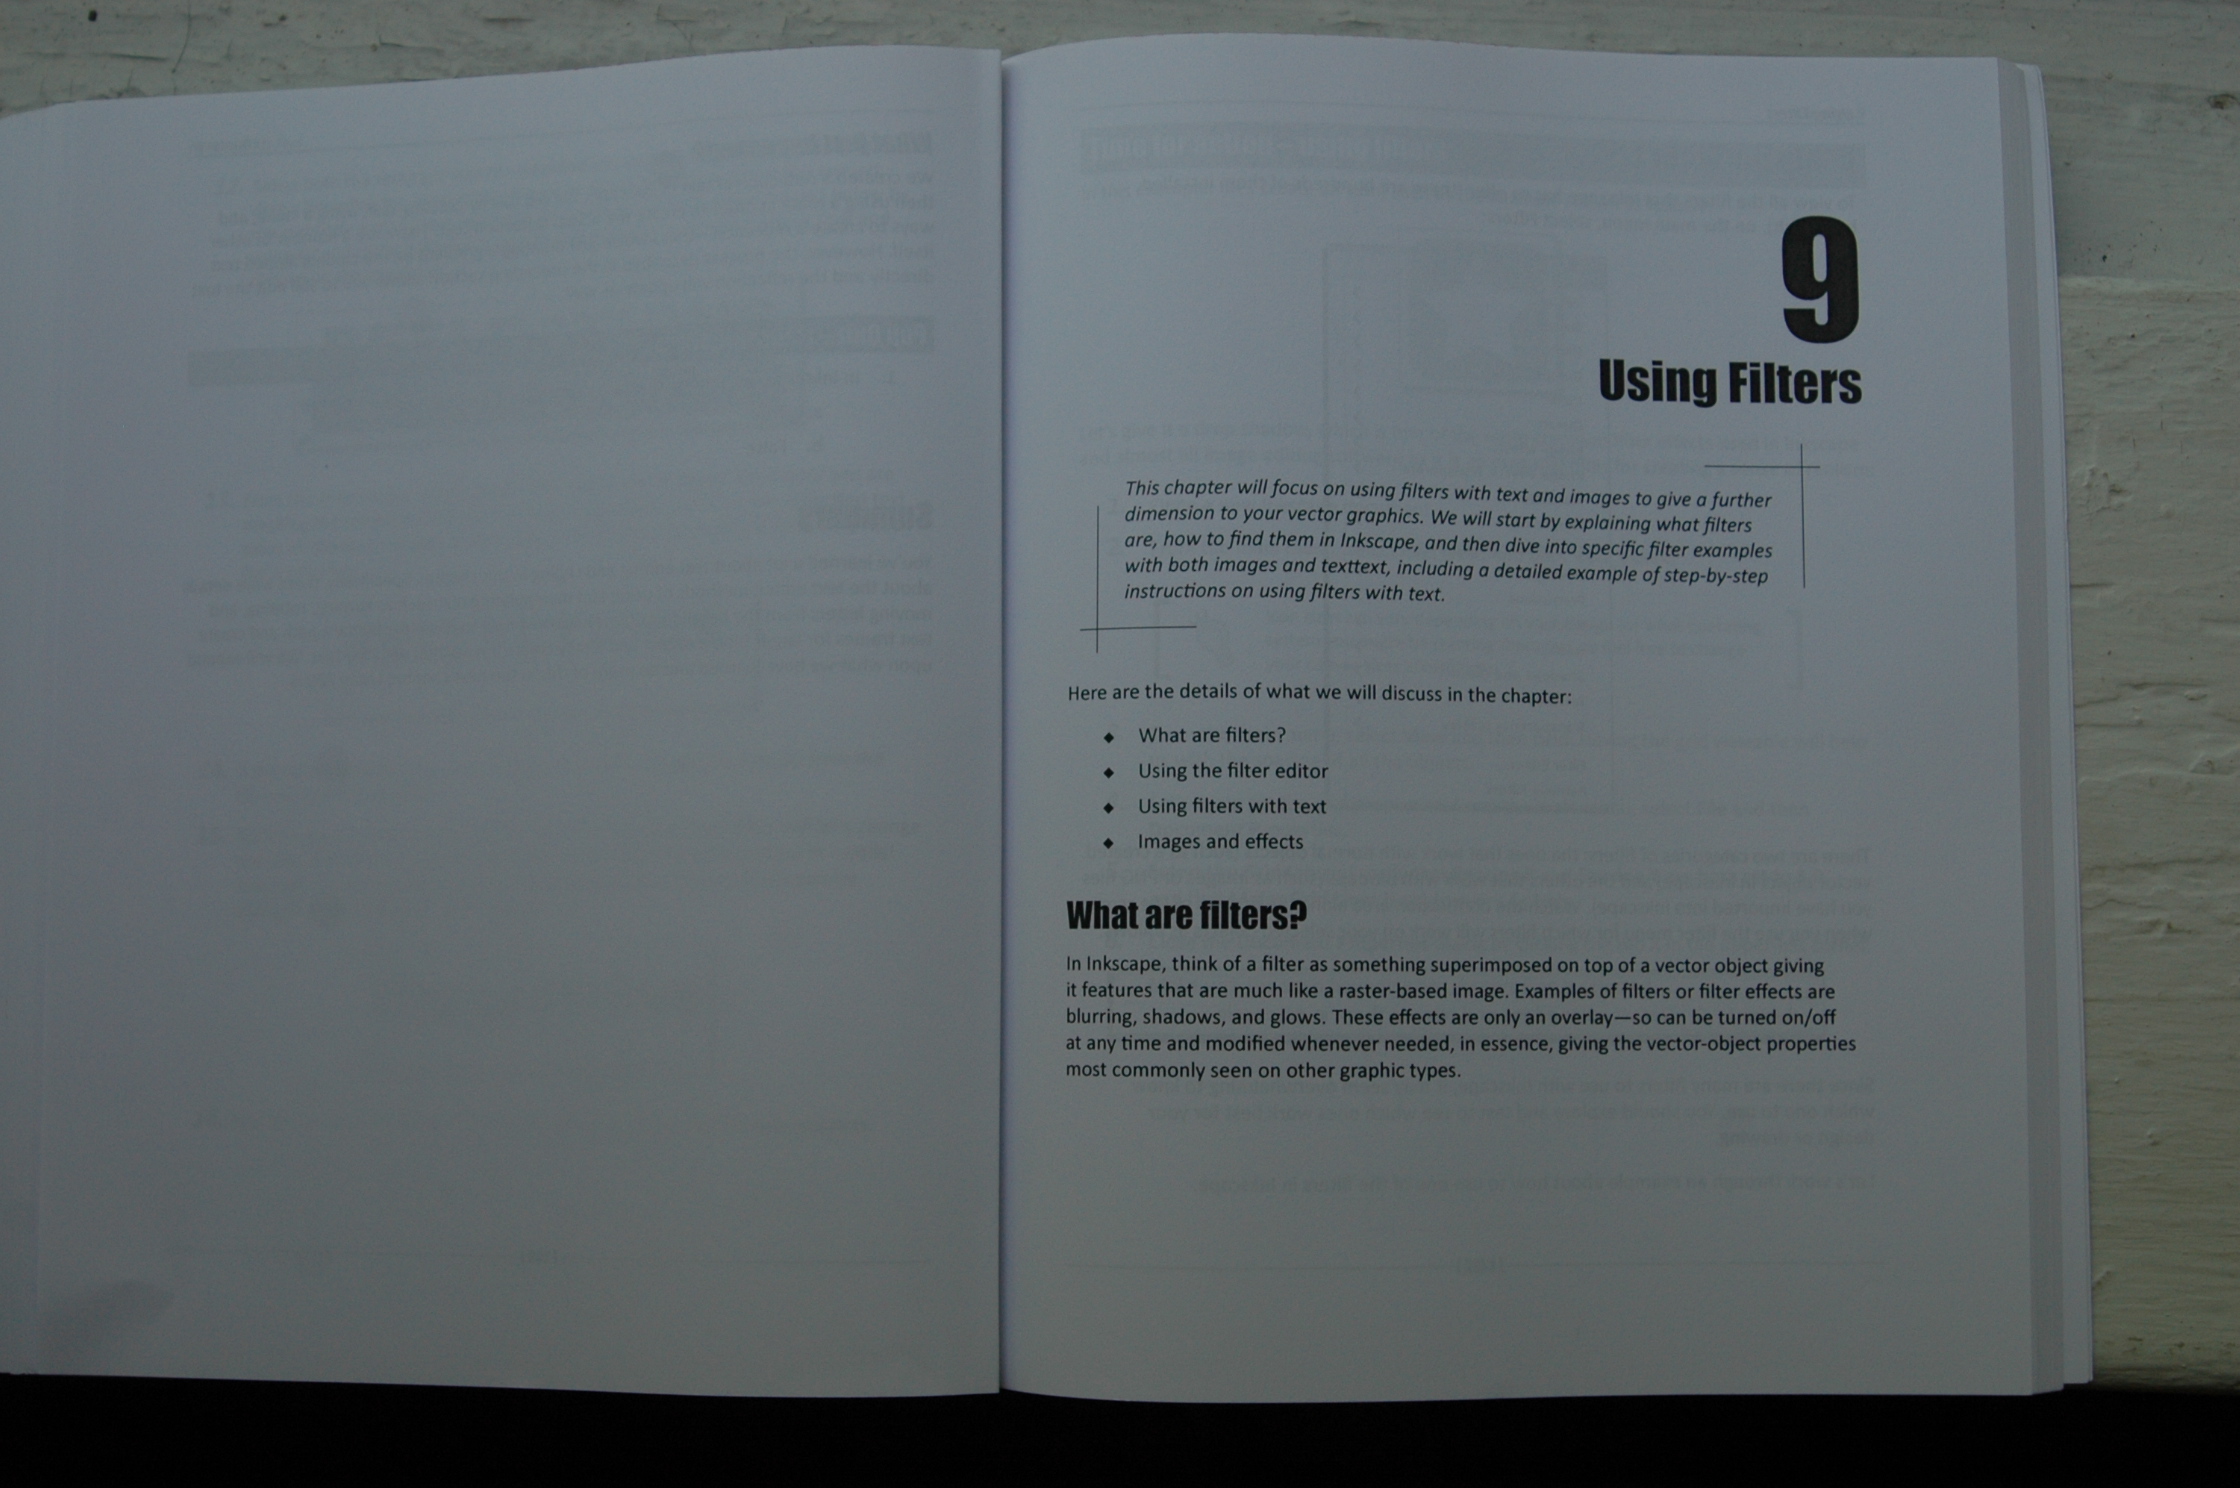 9
Using Filters
This chapter will focus on using filters with text and images to give a further
dimension to your vector graphics. We will start by explaining what filters
are, how to find them in Inkscape, and then dive into specific filter examples
with both images and texttext, including a detailed example of step-by-step
instructions on using filters with text.
Here are the details of what we will discuss in the chapter:
◆ What are filters?
◆ Using the filter editor
◆ Using filters with text
◆ Images and effects
What are filters?
In Inkscape, think of a filter as something superimposed on top of a vector object giving
it features that are much like a raster-based image. Examples of filters or filter effects are
blurring, shadows, and glows. These effects are only an overlay—so can be turned on/off
at any time and modified whenever needed, in essence, giving the vector-object properties
most commonly seen on other graphic types.